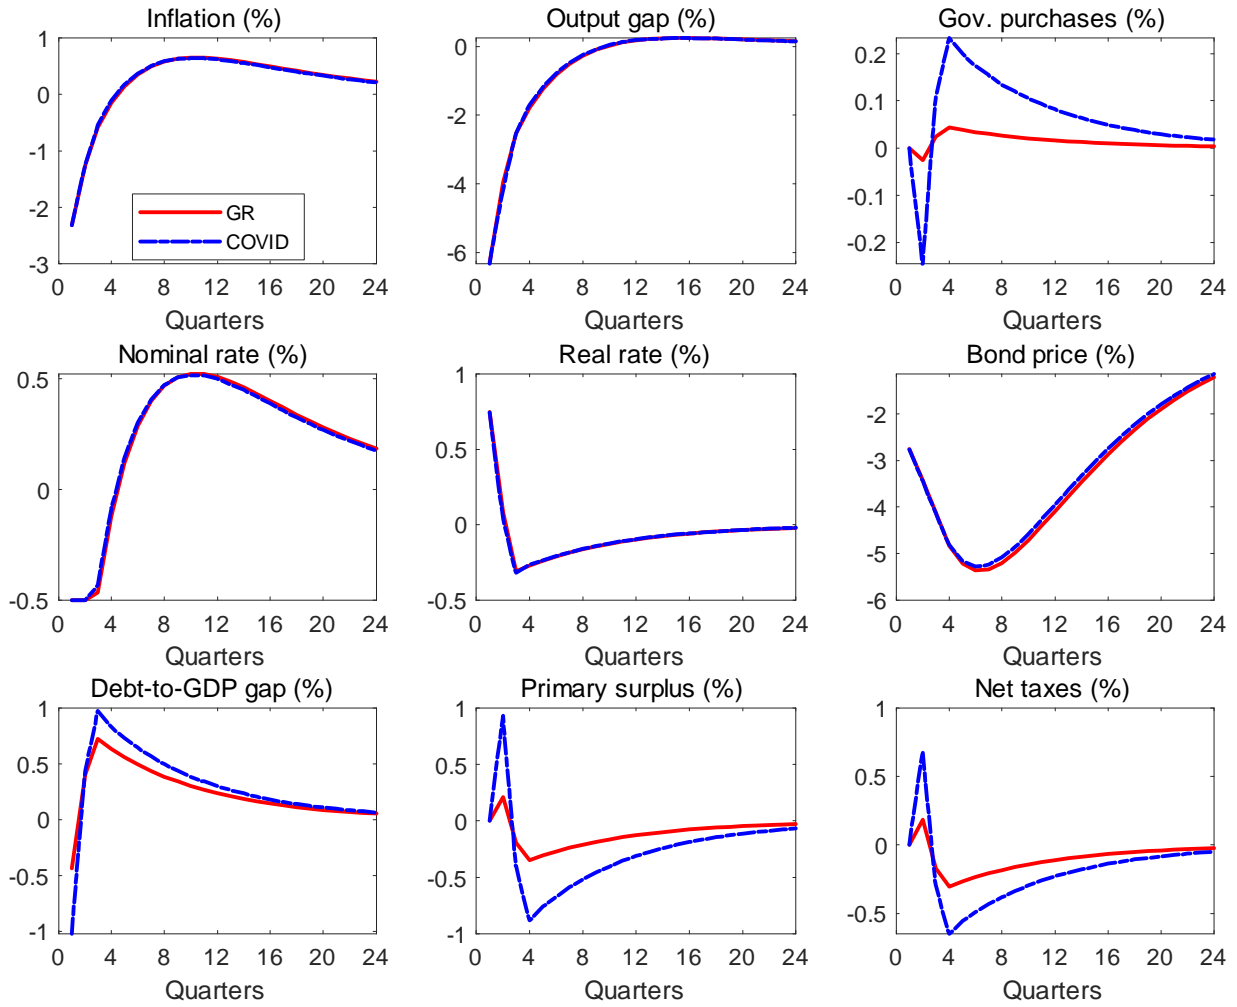 Inflation (%)
1
0
-1
-2
-3
GR
COVID
0 4 8 12 16 20 24
Quarters
Output gap (%)
0
-2
-4
-6
0 4 8 12 16 20 24
Quarters
Gov. purchases (%)
0.2
0.1
0
-0.1
-0.2
0 4 8 12 16 20 24
Quarters
Nominal rate (%)
0.5
0
-0.5
0 4 8 12 16 20 24
Quarters
Real rate (%)
1
0.5
0
-0.5
0 4 8 12 16 20 24
Quarters
Bond price (%)
-2
-3
-4
-5
-6
0 4 8 12 16 20 24
Quarters
Debt-to-GDP gap (%)
1
0.5
0
-0.5
-1
0 4 8 12 16 20 24
Quarters
Primary surplus (%)
1
0.5
0
-0.5
-1
0 4 8 12 16 20 24
Quarters
Net taxes (%)
1
0.5
0
-0.5
0 4 8 12 16 20 24
Quarters